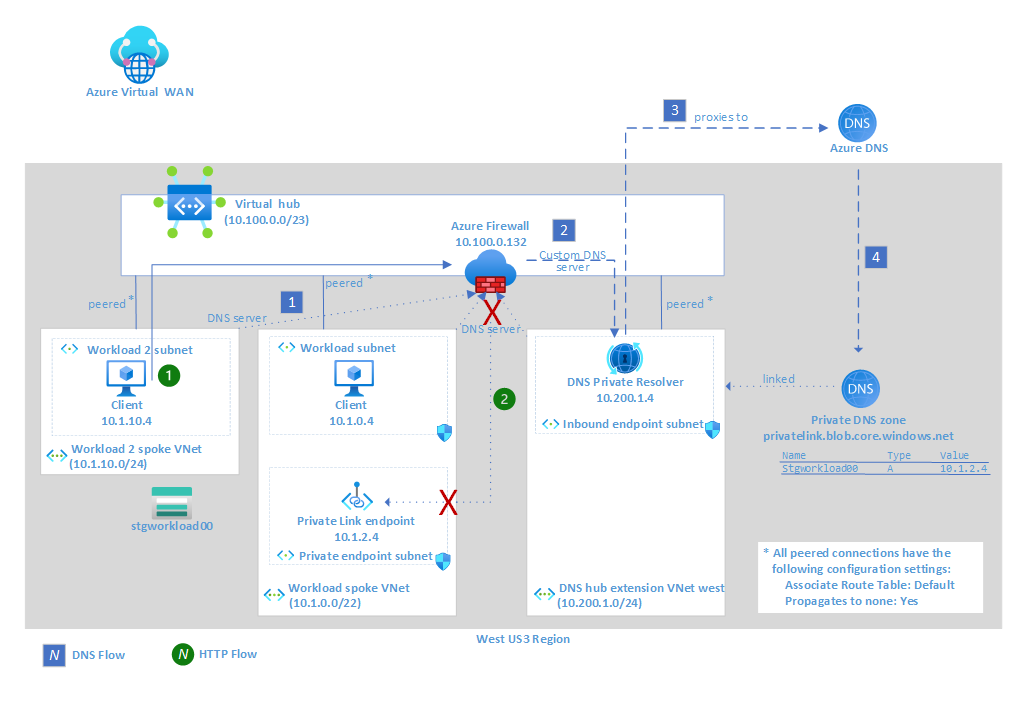 Azure Virtual WAN
3
proxies to
DNS
Azure DNS
Virtual hub
(10.100.0.0/23)
Azure Firewall
10.100.0.132
2
Custom DNS
server
4
peered *
peered *
peered *
1
DNS server
DNS server
X
Workload 2 subnet
1
Client
10.1.10.4
Workload 2 spoke VNet
(10.1.10.0/24)
Workload subnet
Client
10.1.0.4
2
DNS Private Resolver
10.200.1.4
Inbound endpoint subnet
linked
DNS
Private DNS zone
privatelink.blob.core.windows.net
Name Type Value
Stgworkload00 A 10.1.2.4
stgworkload00
X
Private Link endpoint
10.1.2.4
Private endpoint subnet
Workload spoke VNet
(10.1.0.0/22)
DNS hub extension VNet west
(10.200.1.0/24)
* All peered connections have the
following configuration settings:
Associate Route Table: Default
Propagates to none: Yes
West US3 Region
N DNS Flow
N HTTP Flow